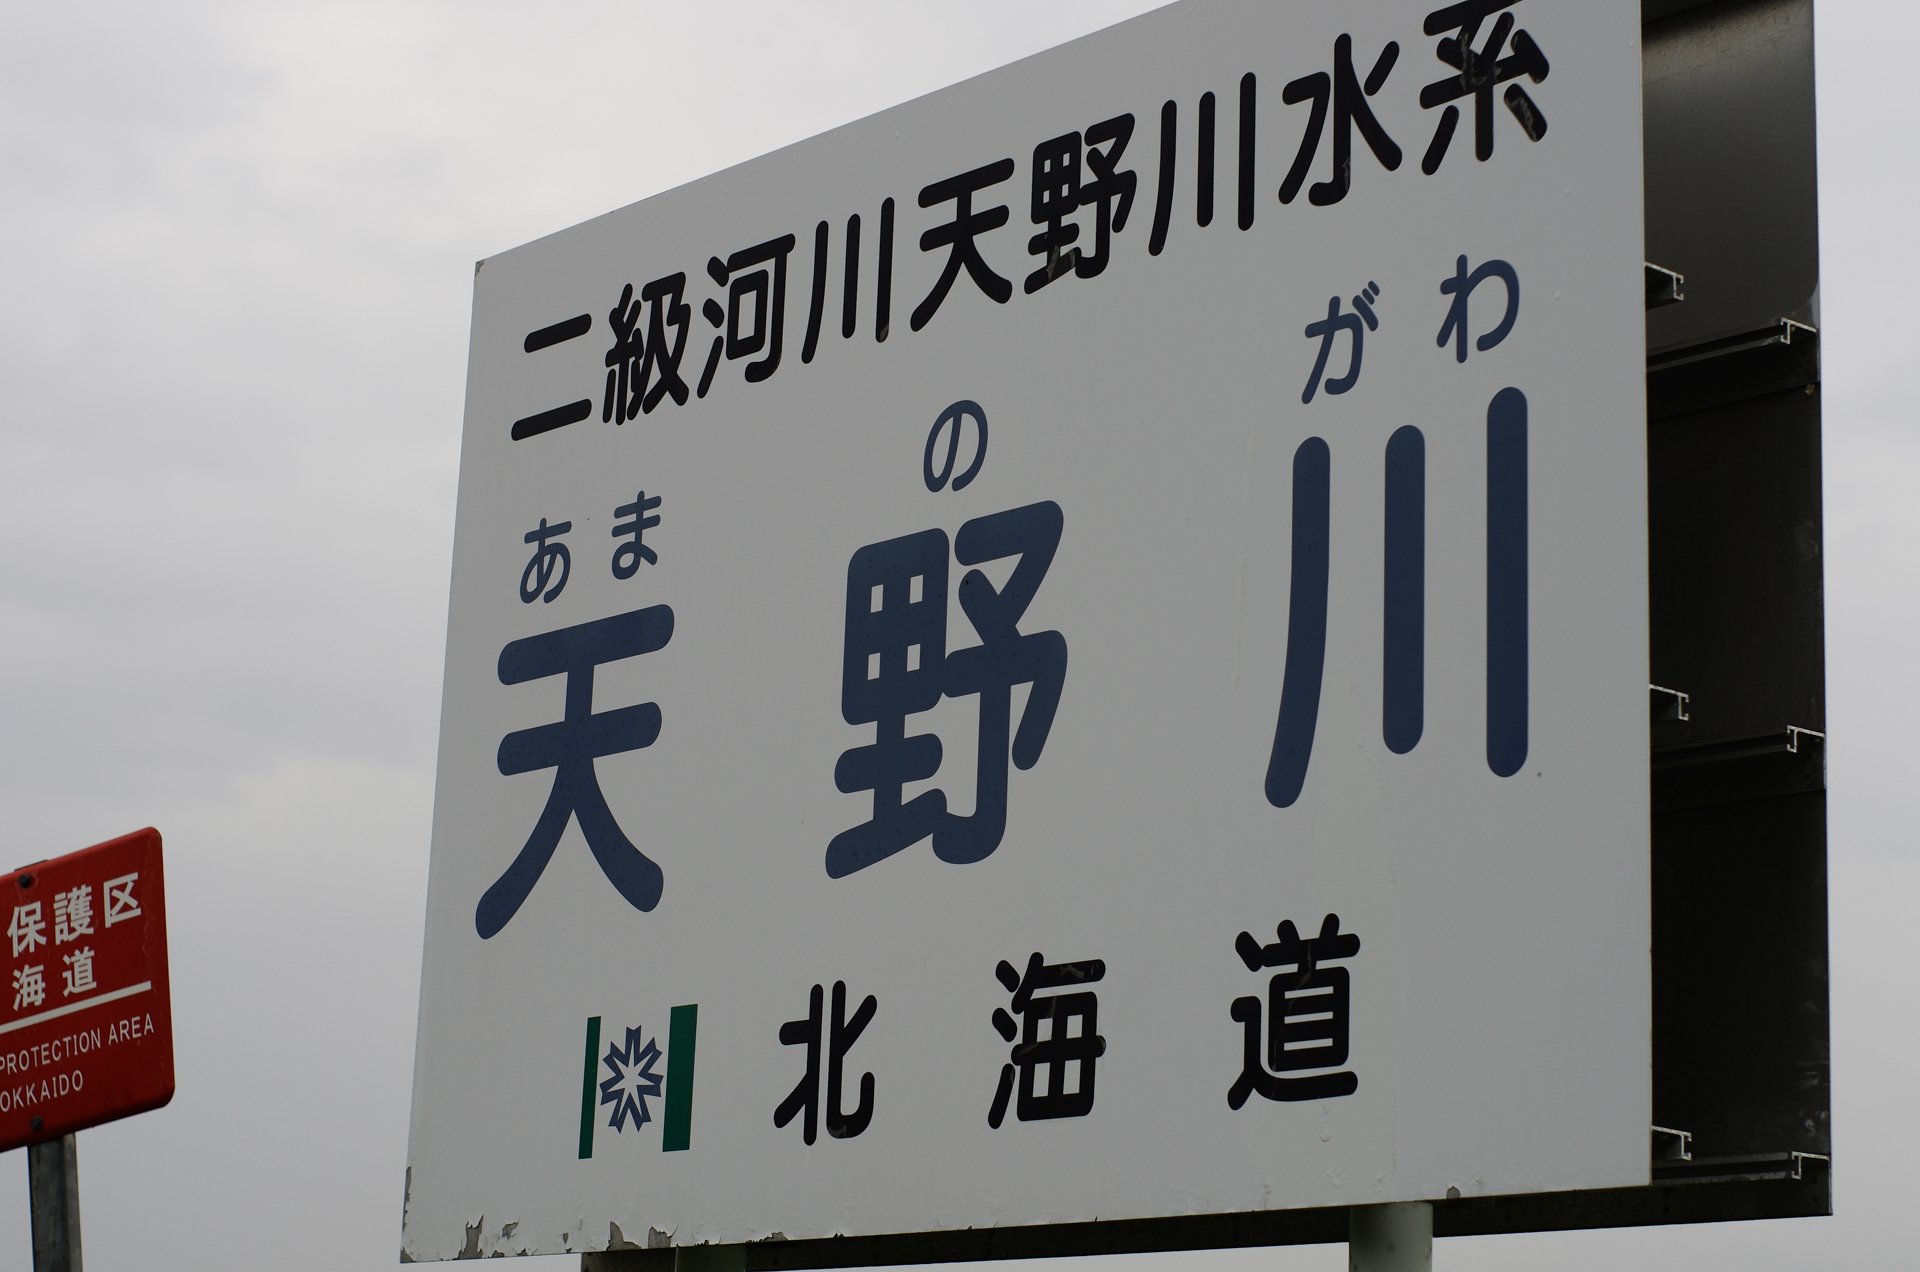 二級河川天野川水系
あま の がわ
天野川
北海道
保護区
海道
PROTECTION AREA
OKKAIDO